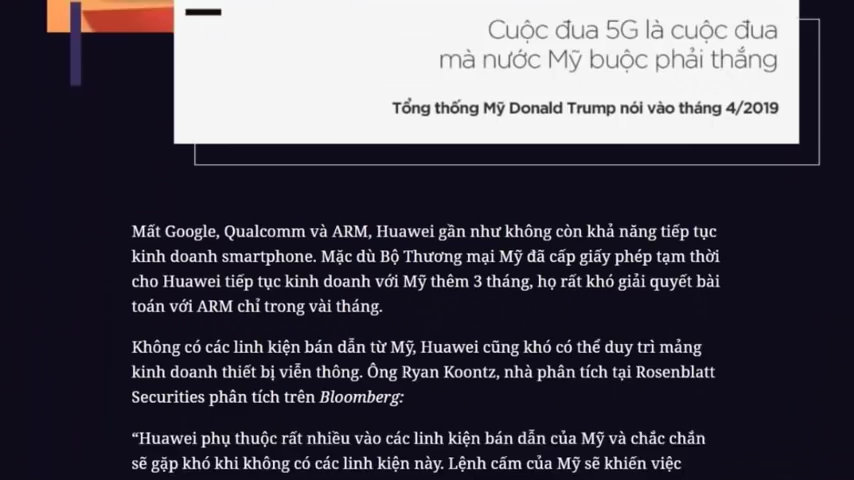 Cuộc đua 5G là cuộc đua
mà nước Mỹ buộc phải thắng
Tổng thống Mỹ Donald Trump nói vào tháng 4/2019
Mất Google, Qualcomm và ARM, Huawei gần như không còn khả năng tiếp tục
kinh doanh smartphone. Mặc dù Bộ Thương mại Mỹ đã cấp giấy phép tạm thời
cho Huawei tiếp tục kinh doanh với Mỹ thêm 3 tháng, họ rất khó giải quyết bài
toán với ARM chỉ trong vài tháng.
Không có các linh kiện bán dẫn từ Mỹ, Huawei cũng khó có thể duy trì mảng
kinh doanh thiết bị viễn thông. Ông Ryan Koontz, nhà phân tích tại Rosenblatt
Securities phân tích trên Bloomberg:
“Huawei phụ thuộc rất nhiều vào các linh kiện bán dẫn của Mỹ và chắc chắn
sẽ gặp khó khi không có các linh kiện này. Lệnh cấm của Mỹ sẽ khiến việc